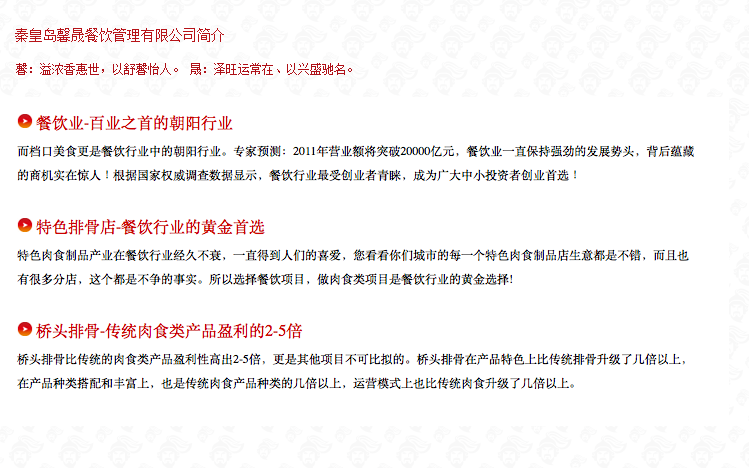 秦皇岛馨晟餐饮管理有限公司简介
馨：溢浓香惠世，以舒馨怡人。 晟：泽旺运常在、以兴盛驰名。
餐饮业-百业之首的朝阳行业
而档口美食更是餐饮行业中的朝阳行业。专家预测：2011年营业额将突破20000亿元，餐饮业一直保持强劲的发展势头，背后蕴藏
的商机实在惊人！根据国家权威调查数据显示，餐饮行业最受创业者青睐，成为广大中小投资者创业首选！
特色排骨店-餐饮行业的黄金首选
特色肉食制品产业在餐饮行业经久不衰，一直得到人们的喜爱，您看看你们城市的每一个特色肉食制品店生意都是不错，而且也
有很多分店，这个都是不争的事实。所以选择餐饮项目，做肉食类项目是餐饮行业的黄金选择!
桥头排骨-传统肉食类产品盈利的2-5倍
桥头排骨比传统的肉食类产品盈利性高出2-5倍，更是其他项目不可比拟的。桥头排骨在产品特色上比传统排骨升级了几倍以上，
在产品种类搭配和丰富上，也是传统肉食产品种类的几倍以上，运营模式上也比传统肉食升级了几倍以上。